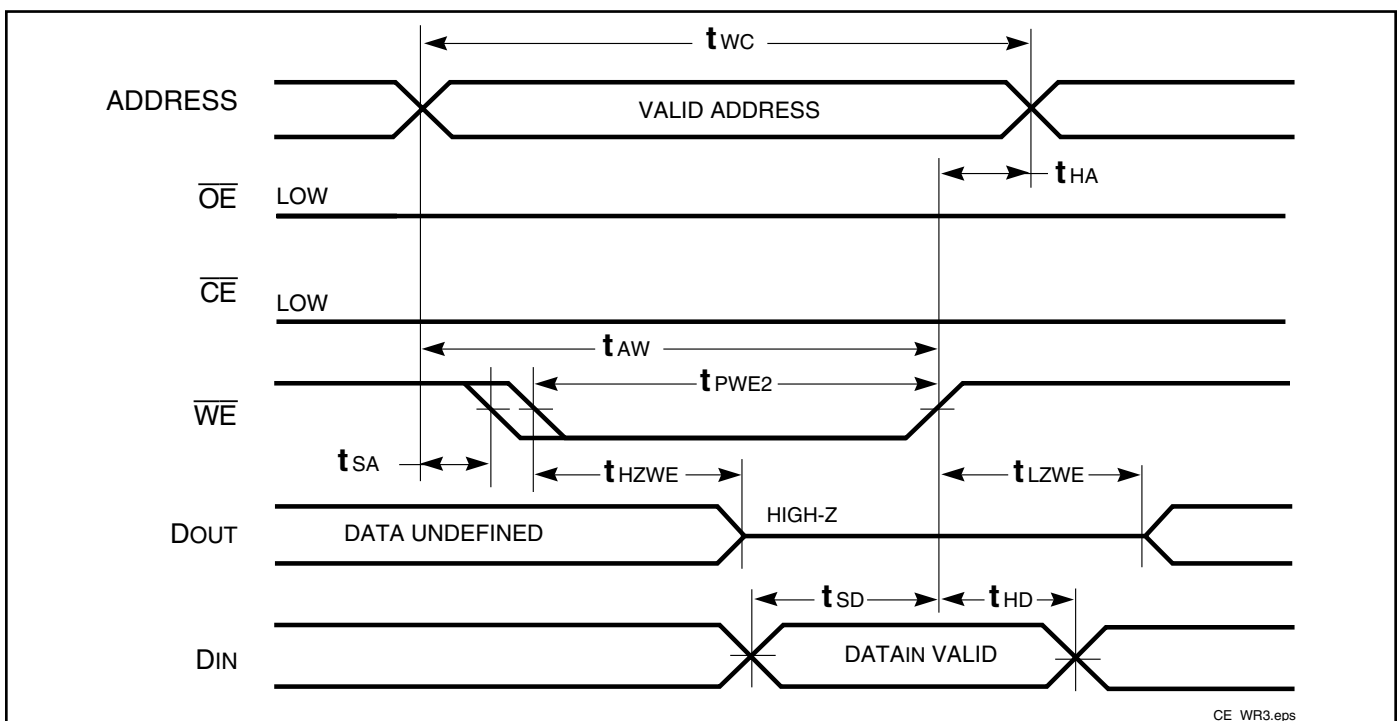 tWC
ADDRESS
VALID ADDRESS
tHA
OE
LOW
CE
LOW
tAW
tPWE2
WE
tSA
tHZWE
tLZWE
DOUT
DATA UNDEFINED
HIGH-Z
tSD
tHD
DIN
DATAIN VALID
CE_WR3.eps